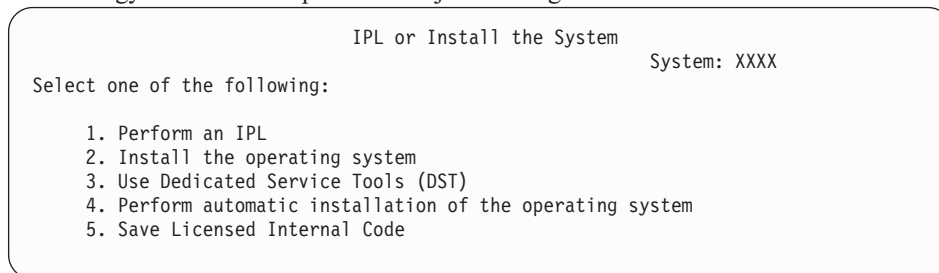 IPL or Install the System
System: XXXX
Select one of the following:
1. Perform an IPL
2. Install the operating system
3. Use Dedicated Service Tools (DST)
4. Perform automatic installation of the operating system
5. Save Licensed Internal Code